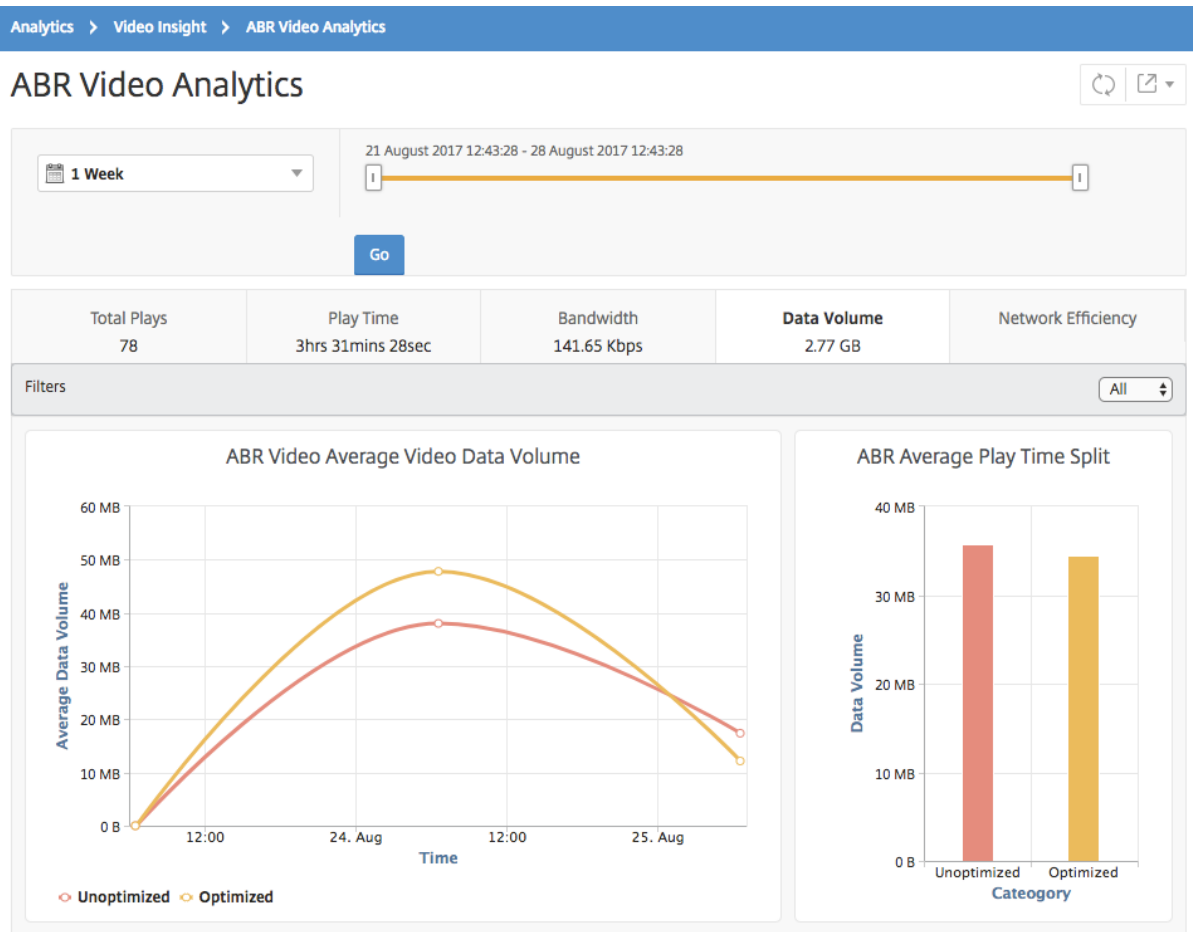 Analytics > Video Insight > ABR Video Analytics
ABR Video Analytics
1 Week
21 August 2017 12:43:28 - 28 August 2017 12:43:28
Go
Total Plays
78
Play Time
3hrs 31mins 28sec
Bandwidth
141.65 Kbps
Data Volume
2.77 GB
Network Efficiency
Filters
All
ABR Video Average Video Data Volume
Average Data Volume
60 MB
50 MB
40 MB
30 MB
20 MB
10 MB
0 B
12:00
24. Aug
12:00
25. Aug
Time
Unoptimized
Optimized
ABR Average Play Time Split
Data Volume
40 MB
30 MB
20 MB
10 MB
0 B
Unoptimized
Optimized
Cateogory